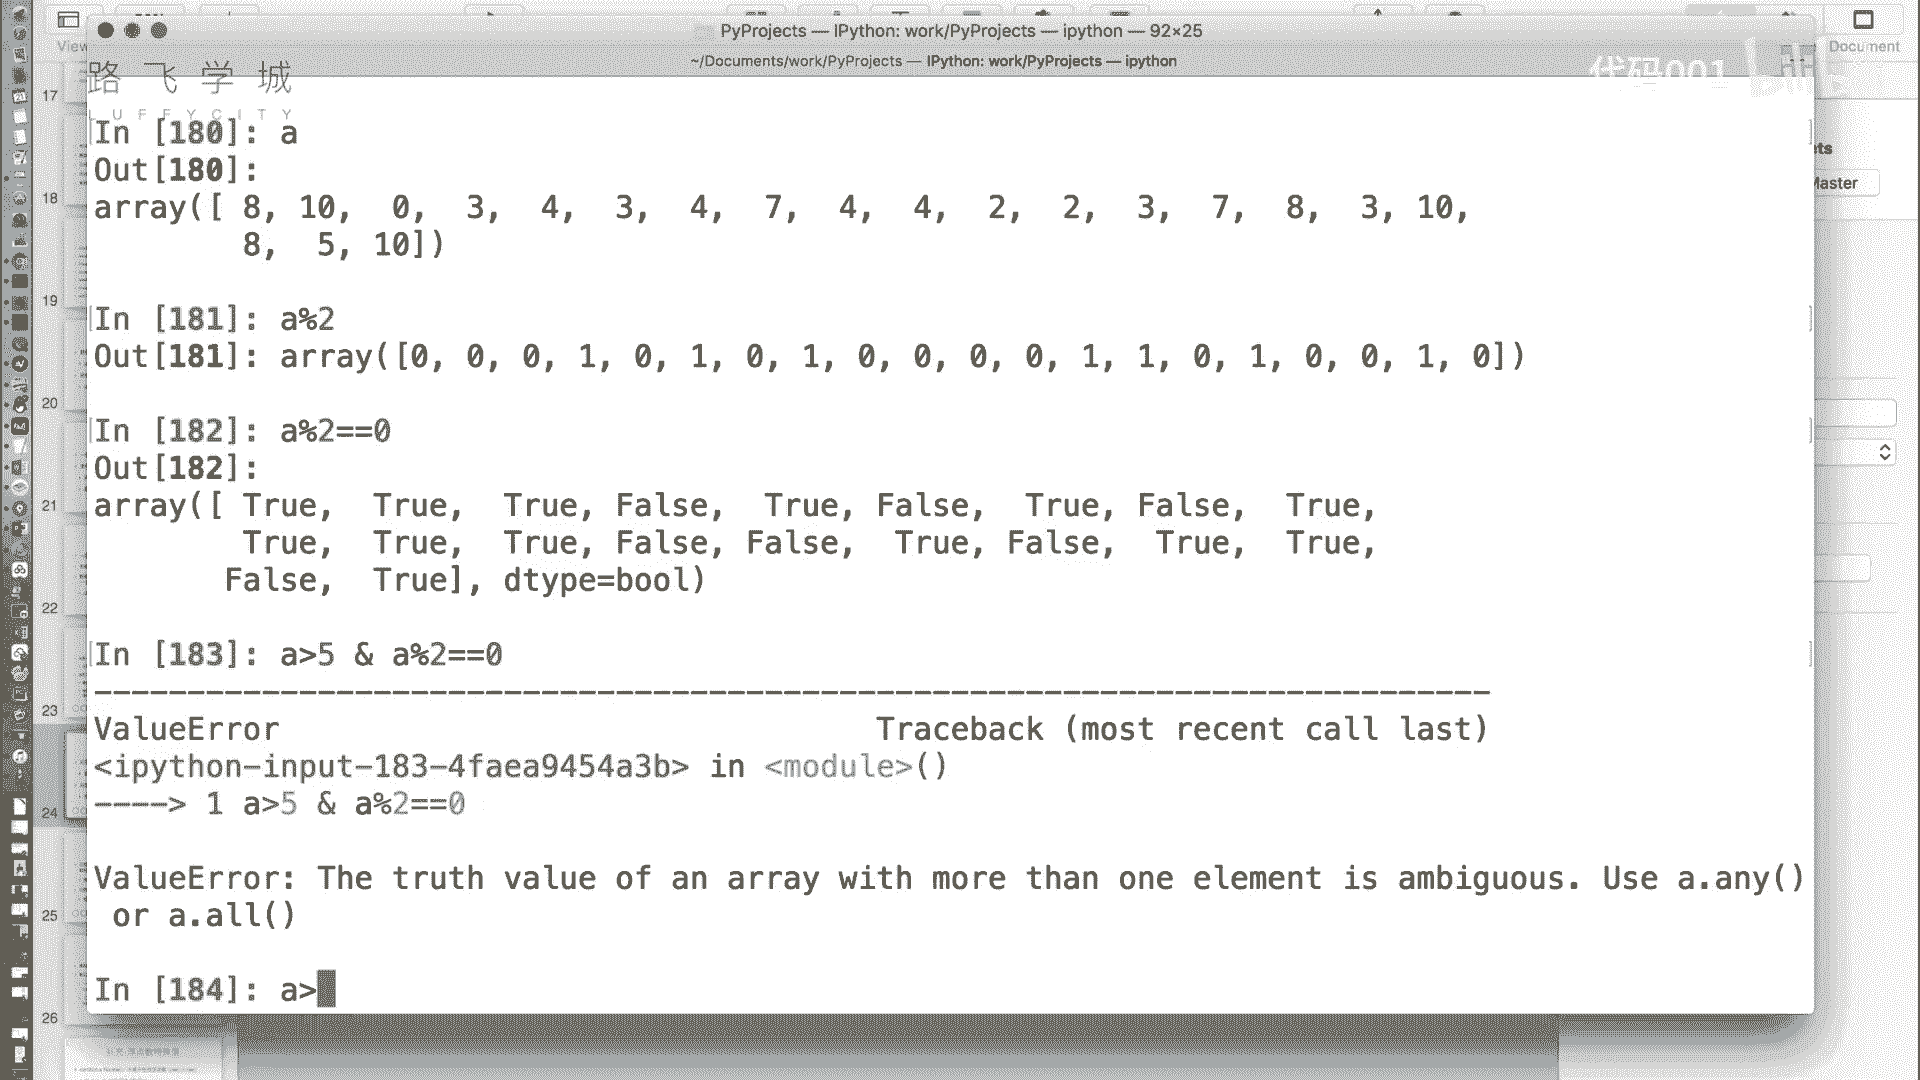 PyProjects — IPython: work/PyProjects — ipython — 92×25
~/Documents/work/PyProjects — IPython: work/PyProjects — ipython
View
Document
路飞学城
LUFFYCITY
代码001
Master
17
18
19
20
21
22
23
24
25
26
In [180]: a
Out[180]:
array([ 8, 10,  0,  3,  4,  3,  4,  7,  4,  4,  2,  2,  3,  7,  8,  3, 10,
        8,  5, 10])
In [181]: a%2
Out[181]: array([0, 0, 0, 1, 0, 1, 0, 1, 0, 0, 0, 0, 1, 1, 0, 1, 0, 0, 1, 0])
In [182]: a%2==0
Out[182]:
array([ True,  True,  True, False,  True, False,  True, False,  True,
        True,  True,  True, False, False,  True, False,  True,  True,
       False,  True], dtype=bool)
In [183]: a>5 & a%2==0
---------------------------------------------------------------------------
ValueError                                Traceback (most recent call last)
<ipython-input-183-4faea9454a3b> in <module>()
----> 1 a>5 & a%2==0
ValueError: The truth value of an array with more than one element is ambiguous. Use a.any()
 or a.all()
In [184]: a>